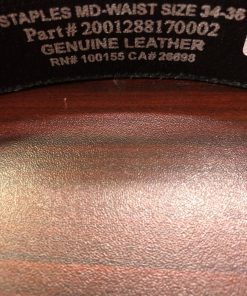 STAPLES MD-WAIST SIZE 34-36
Part# 2001288170002
GENUINE LEATHER
RN# 100155 CA# 26698